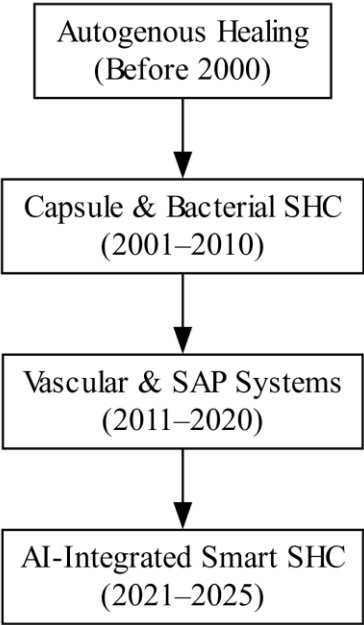 Autogenous Healing
(Before 2000)
Capsule & Bacterial SHC
(2001–2010)
Vascular & SAP Systems
(2011–2020)
AI-Integrated Smart SHC
(2021–2025)